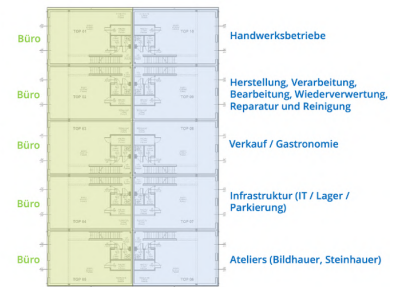 Büro
Handwerksbetriebe
Büro
Herstellung, Verarbeitung,
Bearbeitung, Wiederverwertung,
Reparatur und Reinigung
Büro
Verkauf / Gastronomie
Büro
Infrastruktur (IT / Lager /
Parkierung)
Büro
Ateliers (Bildhauer, Steinhauer)